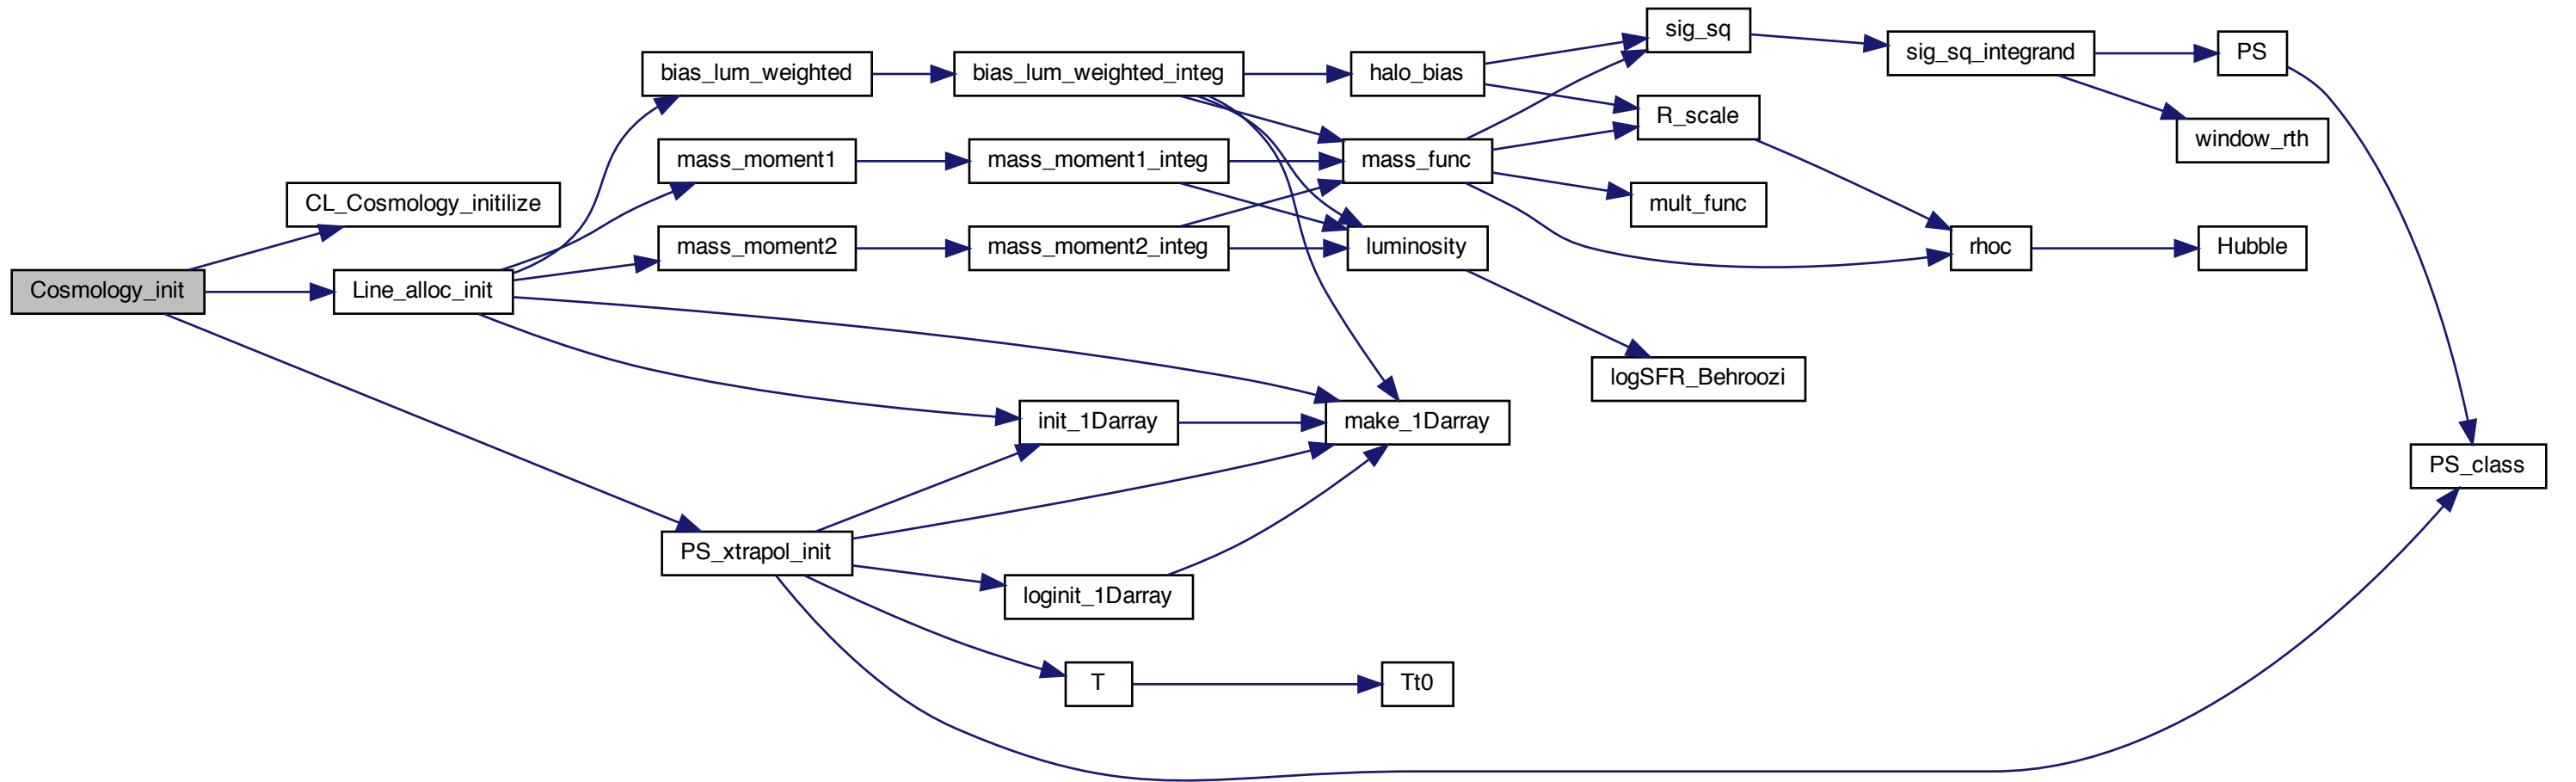 sig_sq
bias_lum_weighted
bias_lum_weighted_integ
halo_bias
sig_sq_integrand
PS
R_scale
window_rth
mass_moment1
mass_moment1_integ
mass_func
CL_Cosmology_initilize
mult_func
mass_moment2
mass_moment2_integ
luminosity
rhoc
Hubble
Cosmology_init
Line_alloc_init
logSFR_Behroozi
init_1Darray
make_1Darray
PS_class
PS_xtrapol_init
loginit_1Darray
T
Tt0